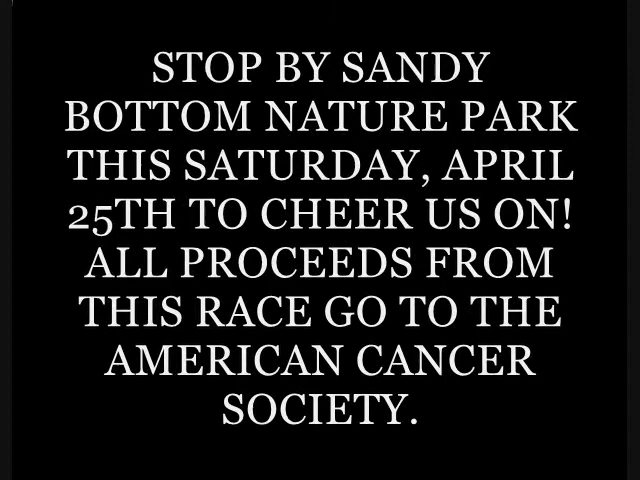 STOP BY SANDY
BOTTOM NATURE PARK
THIS SATURDAY, APRIL
25TH TO CHEER US ON!
ALL PROCEEDS FROM
THIS RACE GO TO THE
AMERICAN CANCER
SOCIETY.